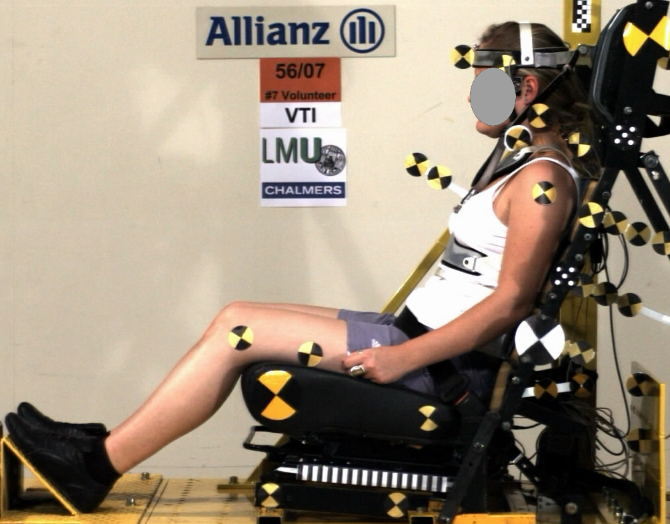 Allianz
56/07
#7 Volunteer
VTI
LMU
CHALMERS